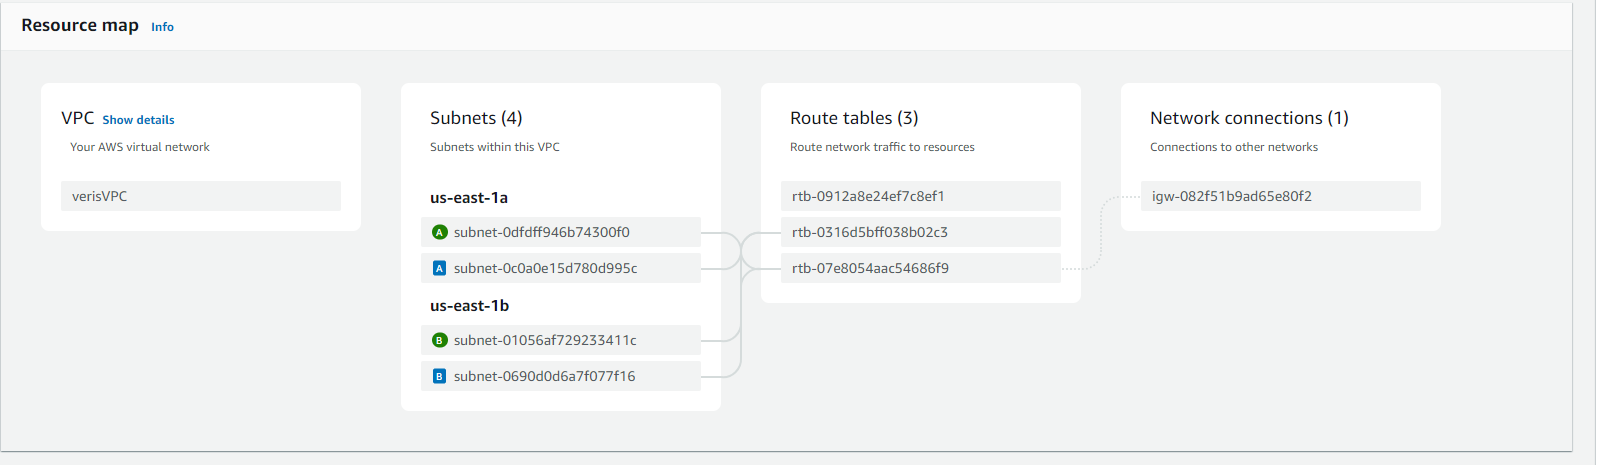 Resource map Info
VPC Show details
Your AWS virtual network
verisVPC
Subnets (4)
Subnets within this VPC
us-east-1a
A subnet-0dfdff946b74300f0
A subnet-0c0a0e15d780d995c
us-east-1b
B subnet-01056af729233411c
B subnet-0690d0d6a7f077f16
Route tables (3)
Route network traffic to resources
rtb-0912a8e24ef7c8ef1
rtb-0316d5bff038b02c3
rtb-07e8054aac54686f9
Network connections (1)
Connections to other networks
igw-082f51b9ad65e80f2